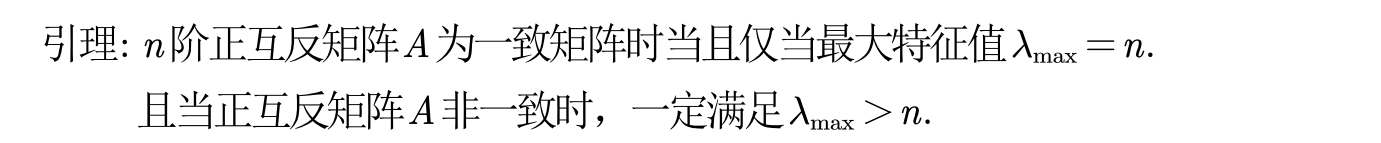 引理: n阶正互反矩阵A为一致矩阵时当且仅当最大特征值λmax = n.
且当正互反矩阵A非一致时，一定满足λmax > n.